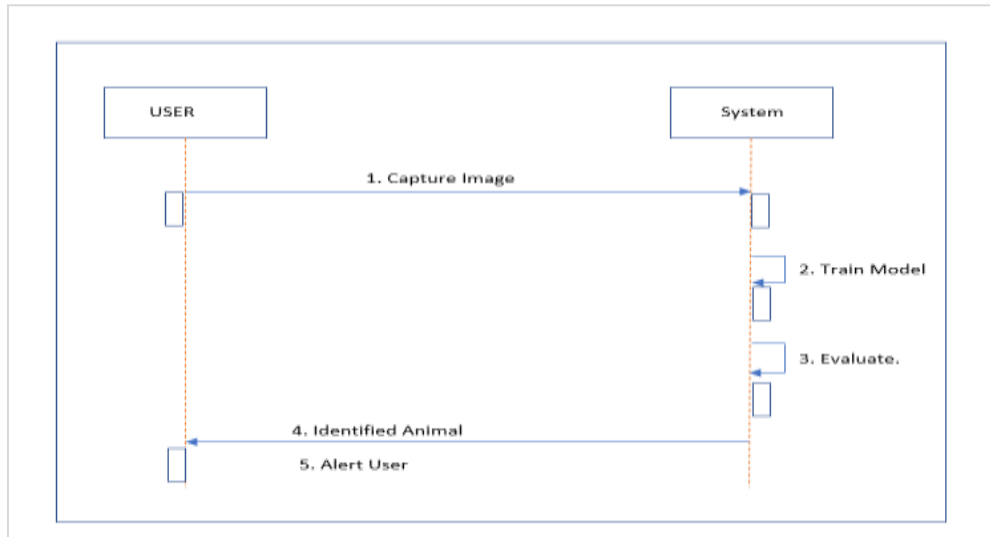 USER
System
1. Capture Image
2. Train Model
3. Evaluate.
4. Identified Animal
5. Alert User